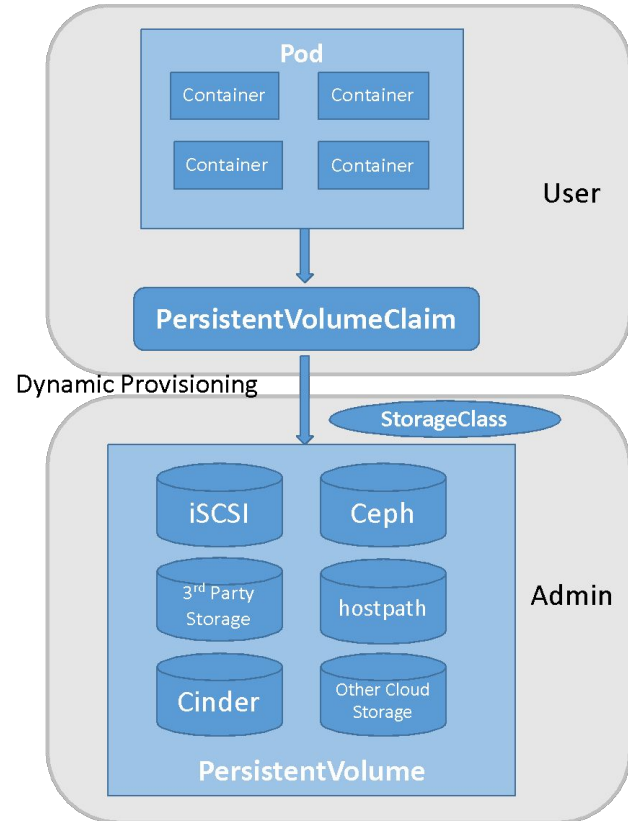 Pod
Container
Container
Container
Container
User
PersistentVolumeClaim
Dynamic Provisioning
StorageClass
iSCSI
Ceph
3rd Party
Storage
hostpath
Admin
Cinder
Other Cloud
Storage
PersistentVolume